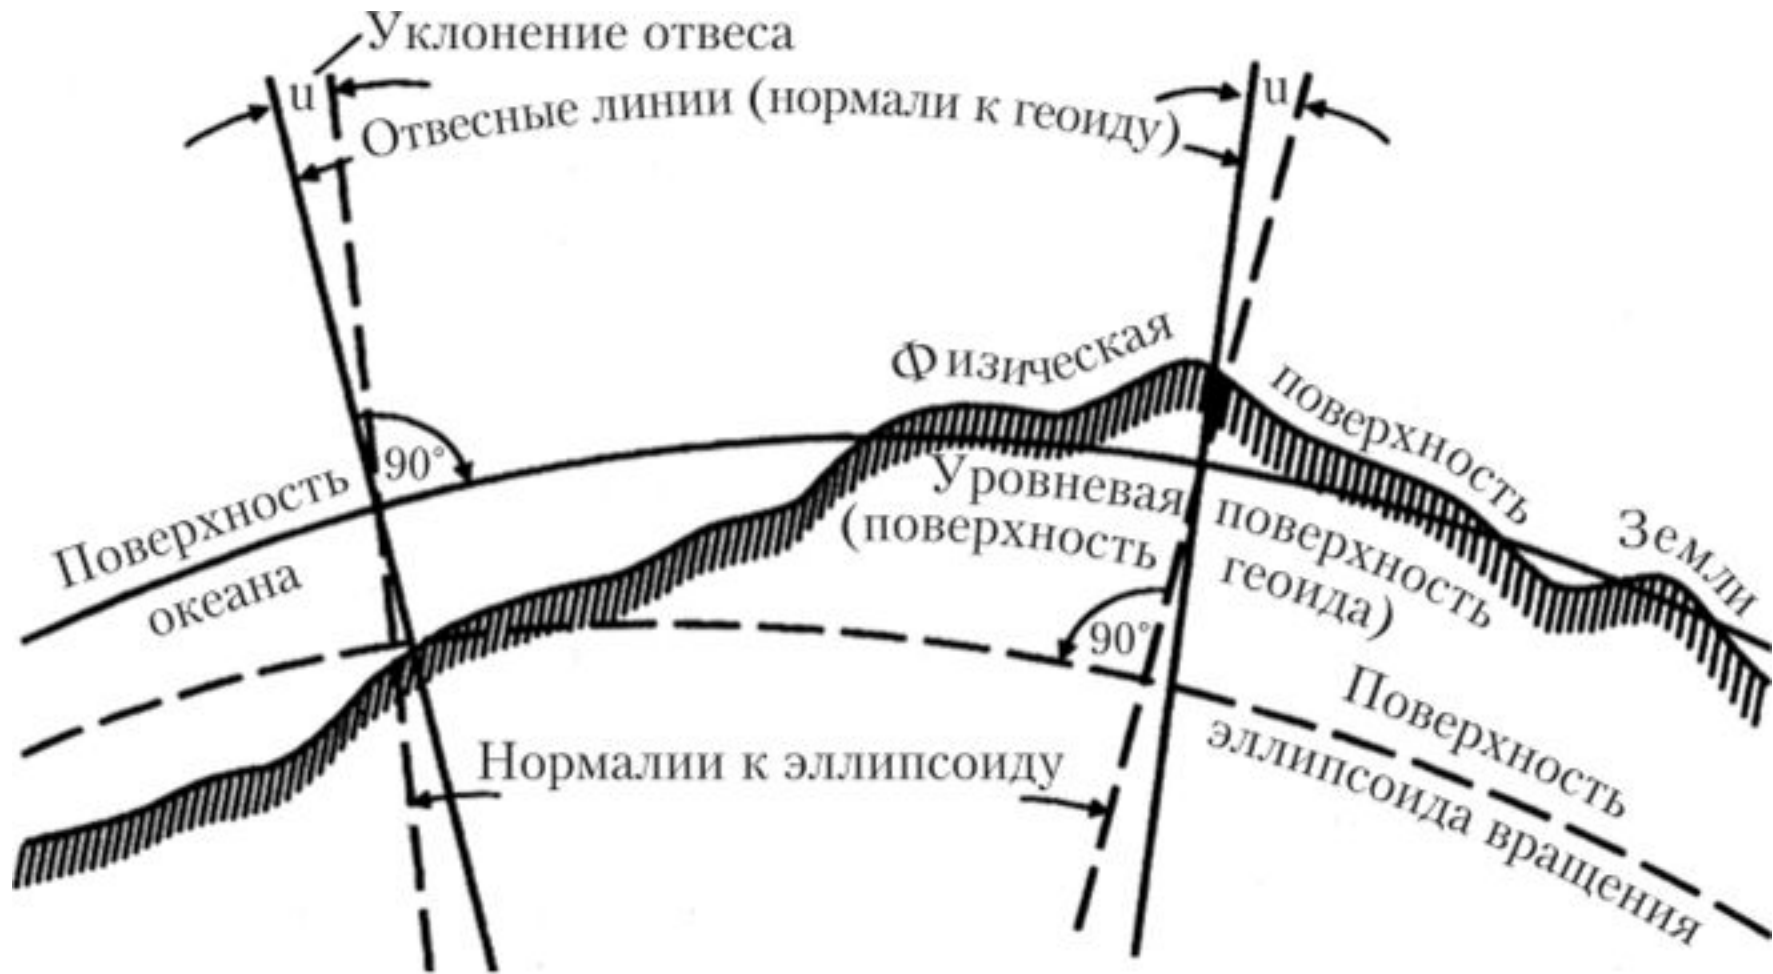 Уклонение отвеса
u
u
Отвесные линии (нормали к геоиду)
Физическая поверхность Земли
90°
Поверхность
океана
Уровневая поверхность
(поверхность геоида)
90°
Поверхность
эллипсоида вращения
Нормалии к эллипсоиду